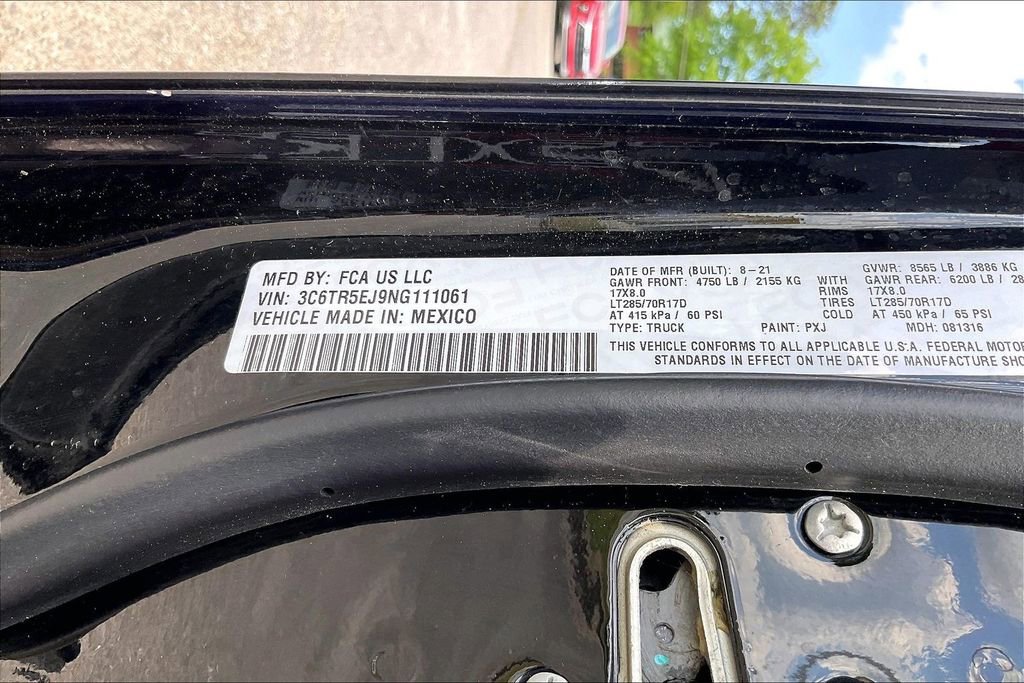 MFD BY: FCA US LLC
VIN: 3C6TR5EJ9NG111061
VEHICLE MADE IN: MEXICO
DATE OF MFR (BUILT): 8-21
GAWR FRONT: 4750 LB / 2155 KG
17X8.0
LT285/70R17D
AT 415 kPa / 60 PSI
TYPE: TRUCK
WITH
RIMS
TIRES
COLD
PAINT: PXJ
GVWR: 8565 LB / 3886 KG
GAWR REAR: 6200 LB / 28
17X8.0
LT285/70R17D
AT 450 kPa / 65 PSI
MDH: 081316
THIS VEHICLE CONFORMS TO ALL APPLICABLE U.S.A. FEDERAL MOTOR
STANDARDS IN EFFECT ON THE DATE OF MANUFACTURE SHO